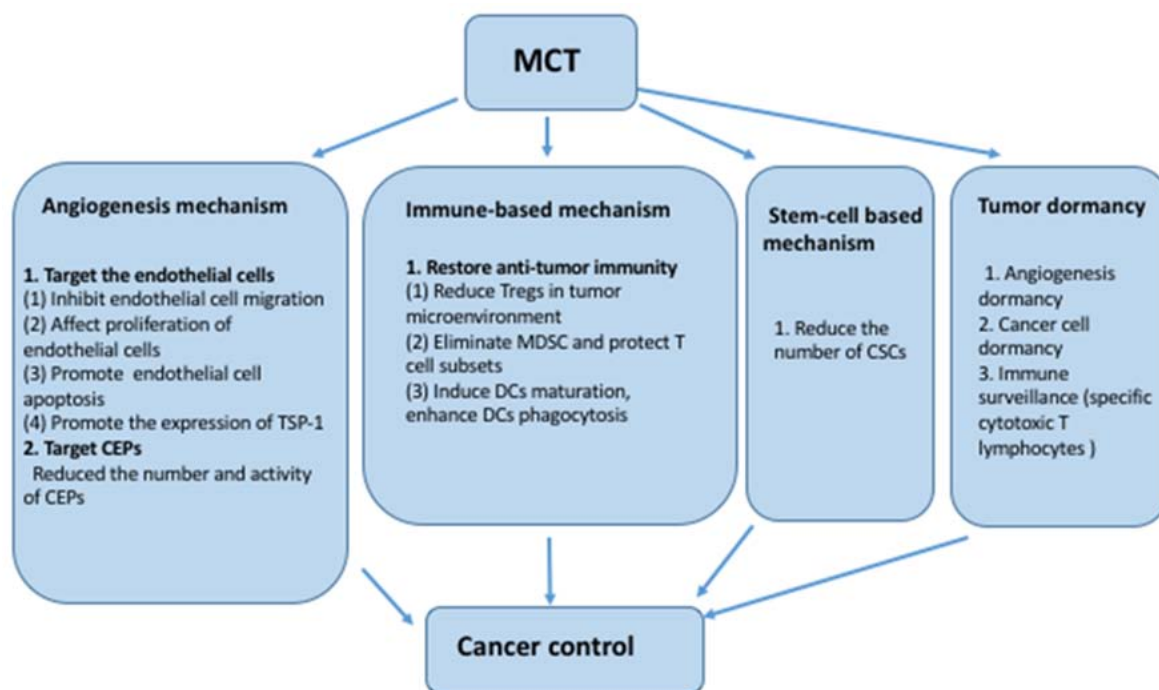 MCT
Angiogenesis mechanism
1. Target the endothelial cells
(1) Inhibit endothelial cell migration
(2) Affect proliferation of
endothelial cells
(3) Promote endothelial cell
apoptosis
(4) Promote the expression of TSP-1
2. Target CEPs
Reduced the number and activity
of CEPs
Immune-based mechanism
1. Restore anti-tumor immunity
(1) Reduce Tregs in tumor
microenvironment
(2) Eliminate MDSC and protect T
cell subsets
(3) Induce DCs maturation,
enhance DCs phagocytosis
Stem-cell based
mechanism
1. Reduce the
number of CSCs
Tumor dormancy
1. Angiogenesis
dormancy
2. Cancer cell
dormancy
3. Immune
surveillance (specific
cytotoxic T
lymphocytes )
Cancer control